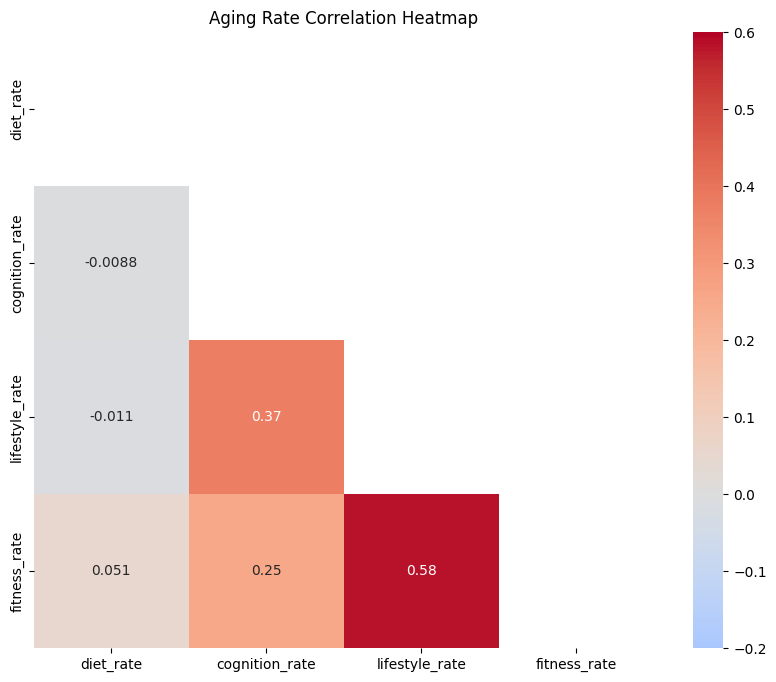 Aging Rate Correlation Heatmap
diet_rate
cognition_rate
lifestyle_rate
fitness_rate
-0.0088
-0.011
0.37
0.051
0.25
0.58
diet_rate
cognition_rate
lifestyle_rate
fitness_rate
0.6
0.5
0.4
0.3
0.2
0.1
0.0
−0.1
−0.2